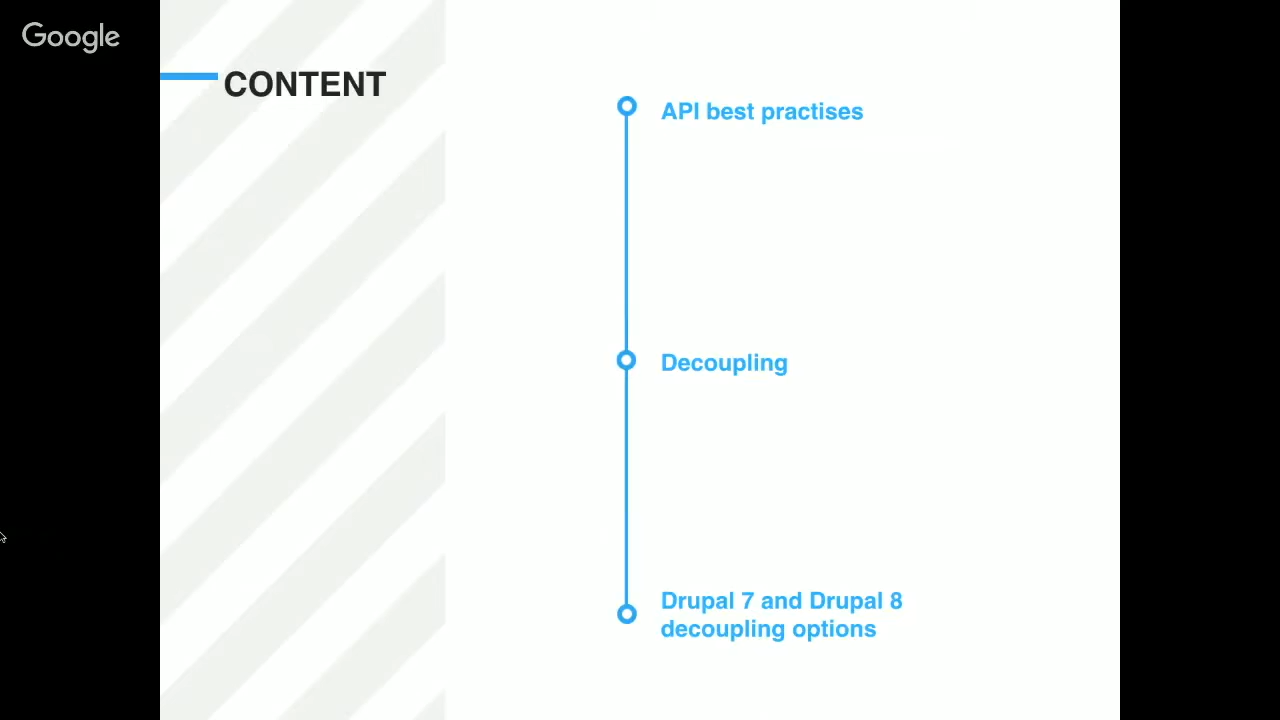 Google
CONTENT
API best practises
Decoupling
Drupal 7 and Drupal 8
decoupling options